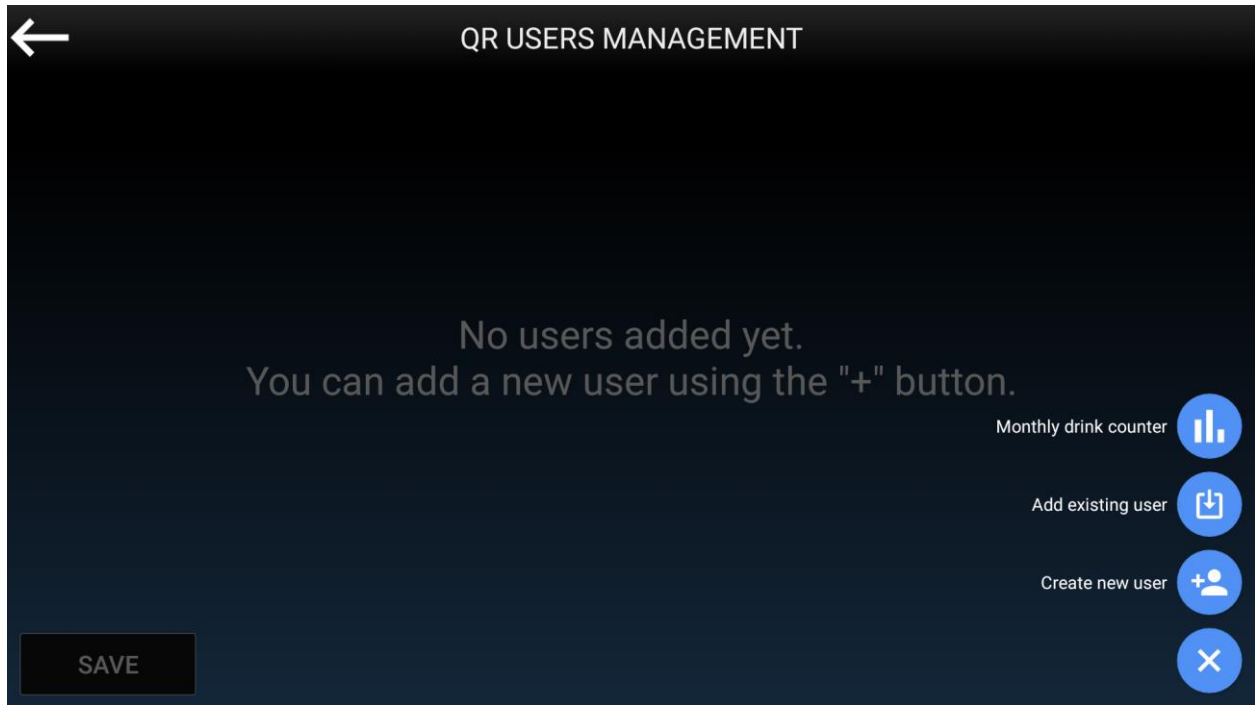 QR USERS MANAGEMENT
No users added yet.
You can add a new user using the "+" button.
Monthly drink counter
Add existing user
Create new user
SAVE